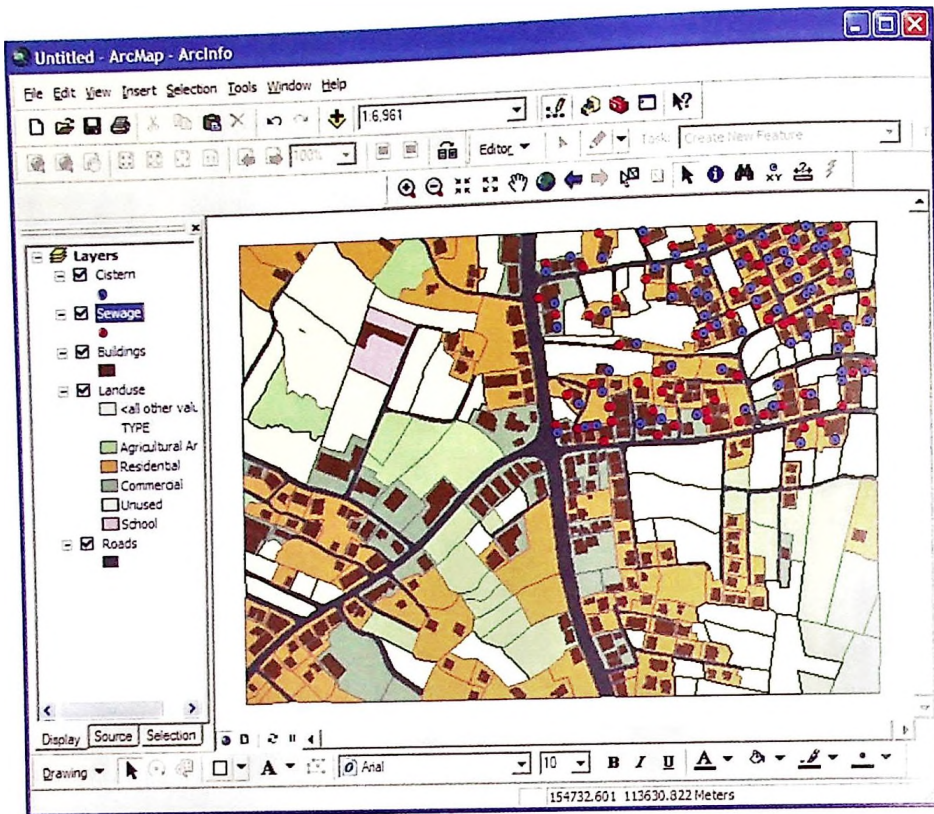 Untitled - ArcMap - ArcInfo
File Edit View Insert Selection Tools Window Help
1:6,961
100% Editor Task: Create New Feature
Layers
Cistern
Sewage
Buildings
Landuse
<all other valu
TYPE
Agricultural Ar
Residential
Commercial
Unused
School
Roads
Display Source Selection
Drawing A Arial 10 B I U A
154732.601 113630.822 Meters